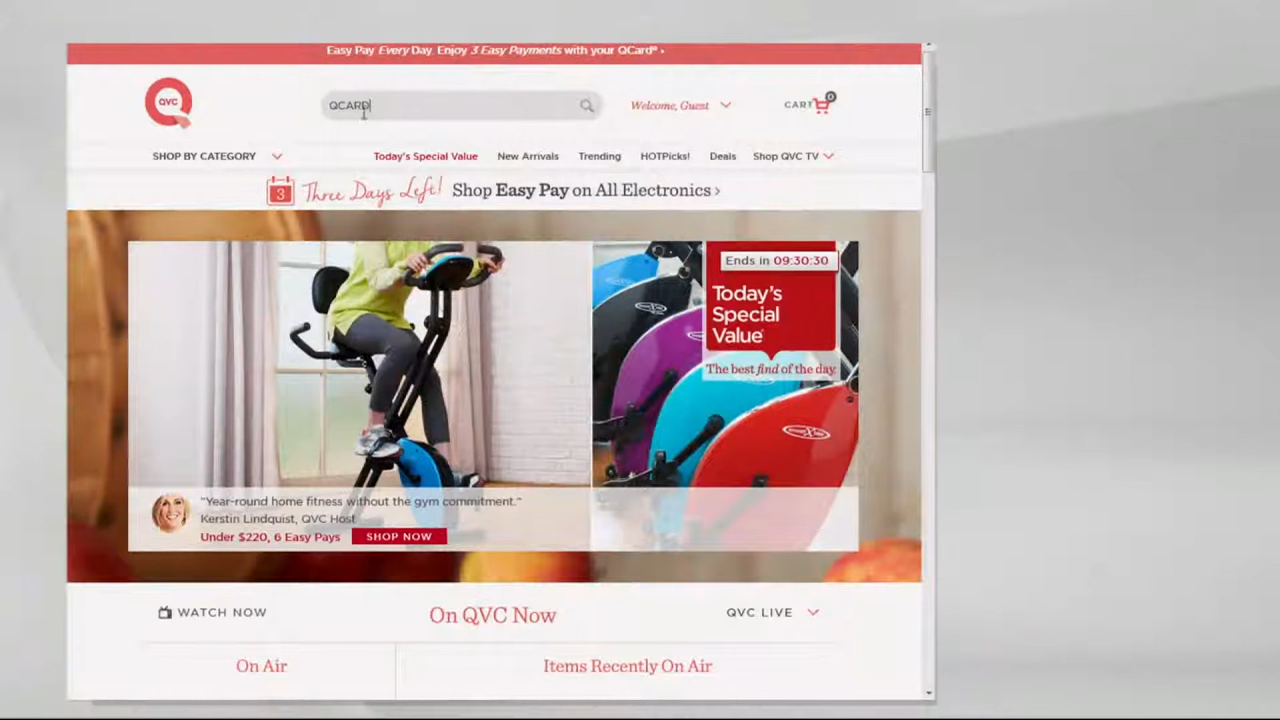 Easy Pay Every Day. Enjoy 3 Easy Payments with your QCard® ›
QVC
QCARD
Welcome, Guest
CART
0
SHOP BY CATEGORY
Today's Special Value
New Arrivals
Trending
HOTPicks!
Deals
Shop QVC TV
3
Three Days Left!
Shop Easy Pay on All Electronics ›
Ends in 09:30:30
Today's
Special
Value
The best find of the day.
"Year-round home fitness without the gym commitment."
Kerstin Lindquist, QVC Host
Under $220, 6 Easy Pays
SHOP NOW
WATCH NOW
On QVC Now
QVC LIVE
On Air
Items Recently On Air